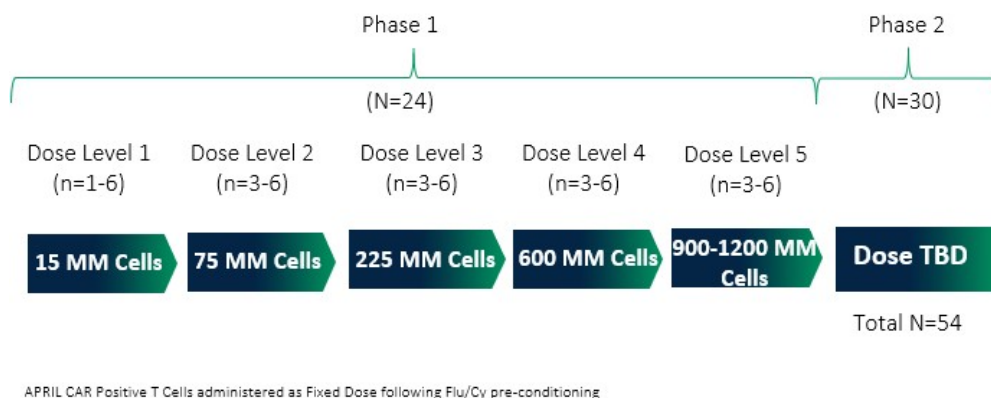 Phase 1
Phase 2
(N=24)
(N=30)
Dose Level 1
(n=1-6)
Dose Level 2
(n=3-6)
Dose Level 3
(n=3-6)
Dose Level 4
(n=3-6)
Dose Level 5
(n=3-6)
15 MM Cells
75 MM Cells
225 MM Cells
600 MM Cells
900-1200 MM
Cells
Dose TBD
Total N=54
APRIL CAR Positive T Cells administered as Fixed Dose following Flu/Cy pre-conditioning